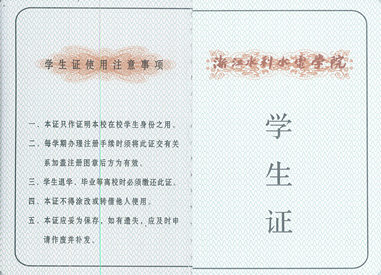 学生证使用注意事项
一、本证只作证明本校在校学生身份之用。
二、每学期办理注册手续时须将此证交有关
系加盖注册图章后方为有效。
三、学生退学、毕业等离校时必须缴还此证。
四、本证不得涂改或转借他人使用。
五、本证应妥为保存，如有遗失，应及时申
请作废并补发。
浙江水利水电学院
学
生
证